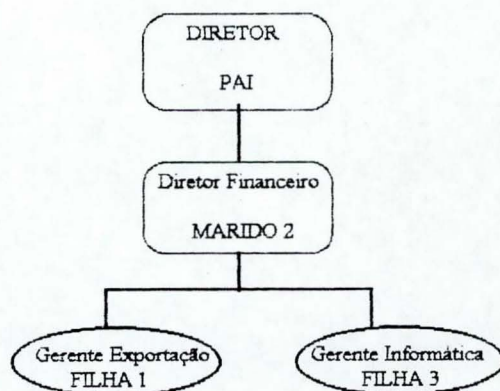 DIRETOR
PAI
Diretor Financeiro
MARIDO 2
Gerente Exportação
FILHA 1
Gerente Informática
FILHA 3